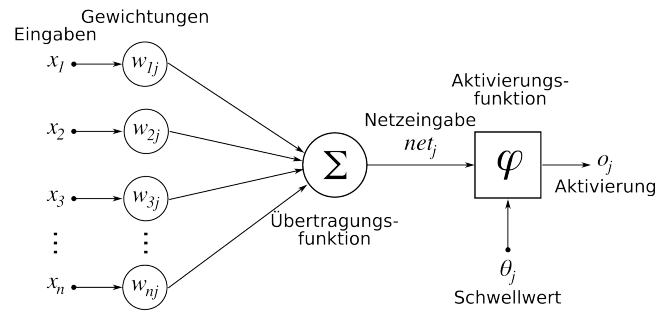 Gewichtungen
Eingaben
x1 w1j
x2 w2j
x3 w3j
⋮ ⋮
xn wnj
Σ
Übertragungs-
funktion
Netzeingabe
netj
Aktivierungs-
funktion
φ
oj
Aktivierung
θj
Schwellwert